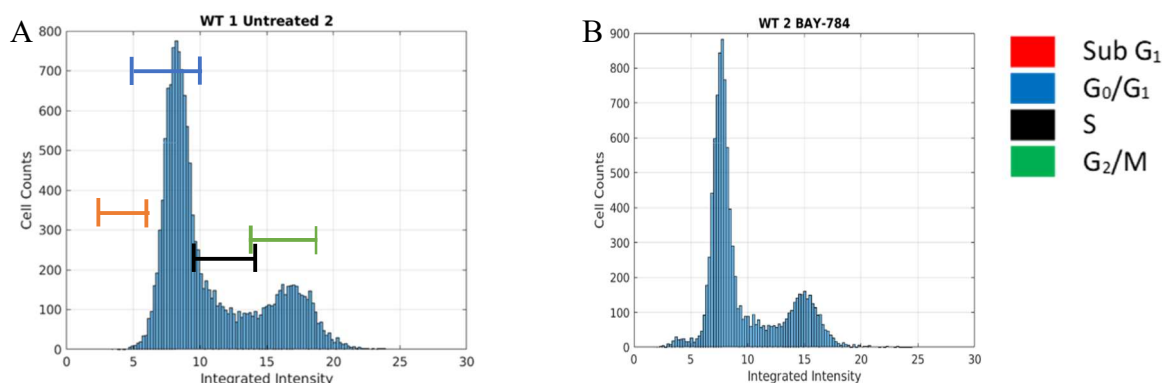 A
WT 1 Untreated 2
800
700
600
500
400
300
200
100
0
Cell Counts
0 5 10 15 20 25 30
Integrated Intensity
B
WT 2 BAY-784
900
800
700
600
500
400
300
200
100
0
Cell Counts
0 5 10 15 20 25 30
Integrated Intensity
Sub G₁
G₀/G₁
S
G₂/M